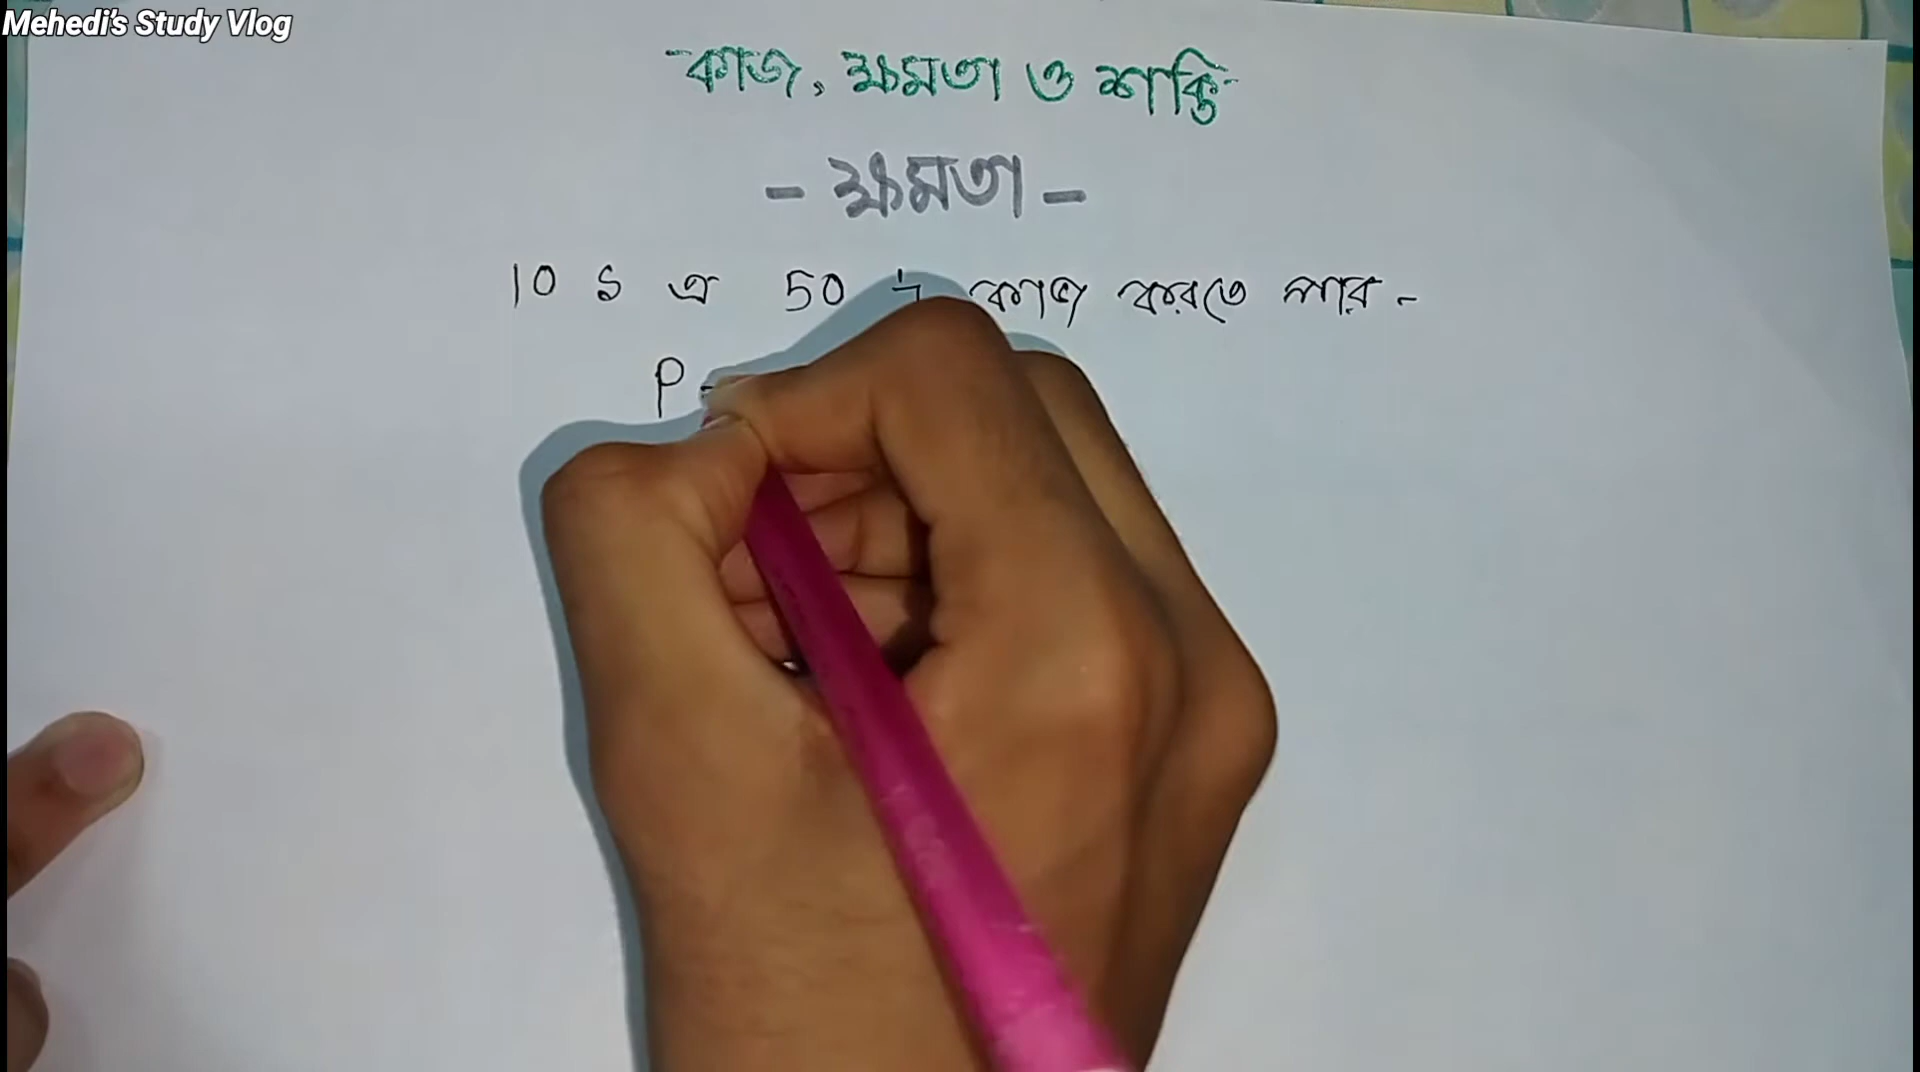 Mehedi's Study Vlog
কাজ, ক্ষমতা ও শক্তি
- ক্ষমতা -
10 s এ 50 J কাজ করতে পার -
P